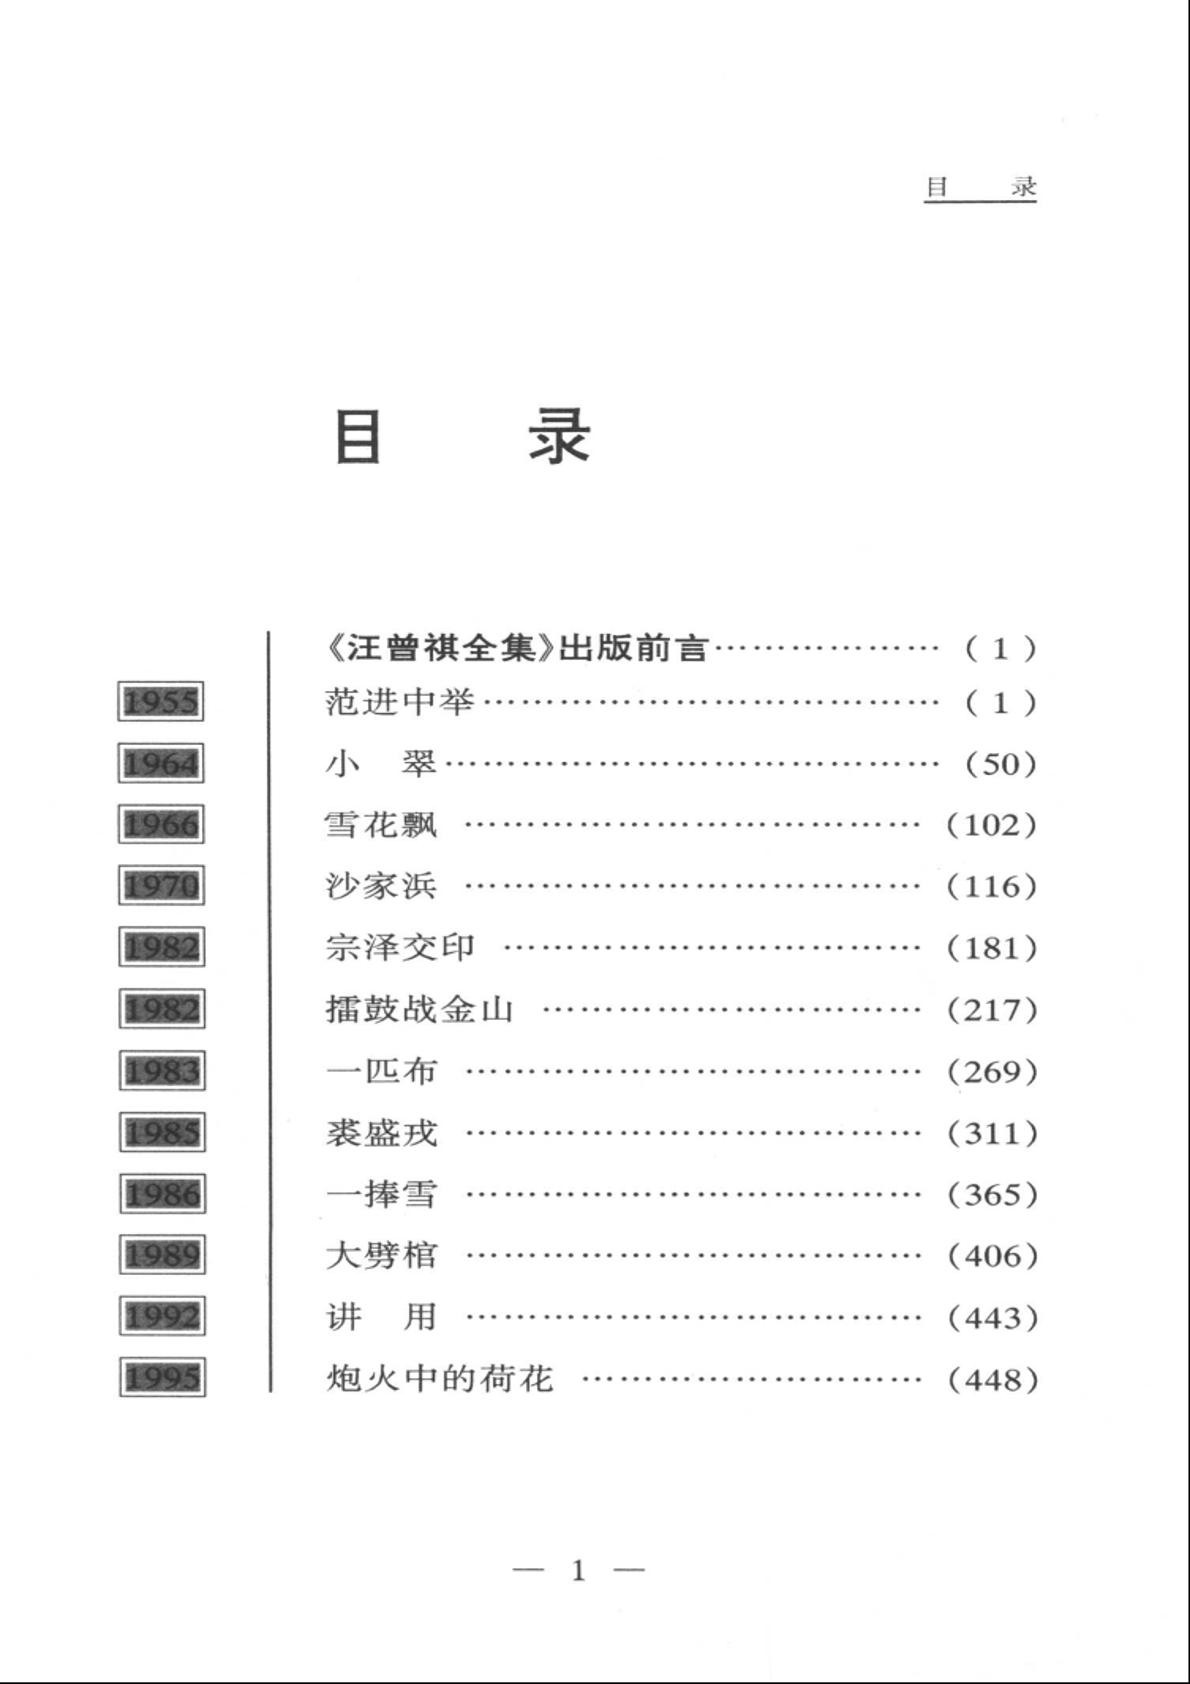 目 录
目 录
《汪曾祺全集》出版前言……………… ( 1 )
1955 范进中举……………………………… ( 1 )
1964 小 翠………………………………… (50)
1966 雪花飘 ……………………………… (102)
1970 沙家浜 ……………………………… (116)
1982 宗泽交印 …………………………… (181)
1982 擂鼓战金山 ………………………… (217)
1983 一匹布 ……………………………… (269)
1985 裘盛戎 ……………………………… (311)
1986 一捧雪 ……………………………… (365)
1989 大劈棺 ……………………………… (406)
1992 讲 用 ……………………………… (443)
1995 炮火中的荷花 ……………………… (448)
— 1 —